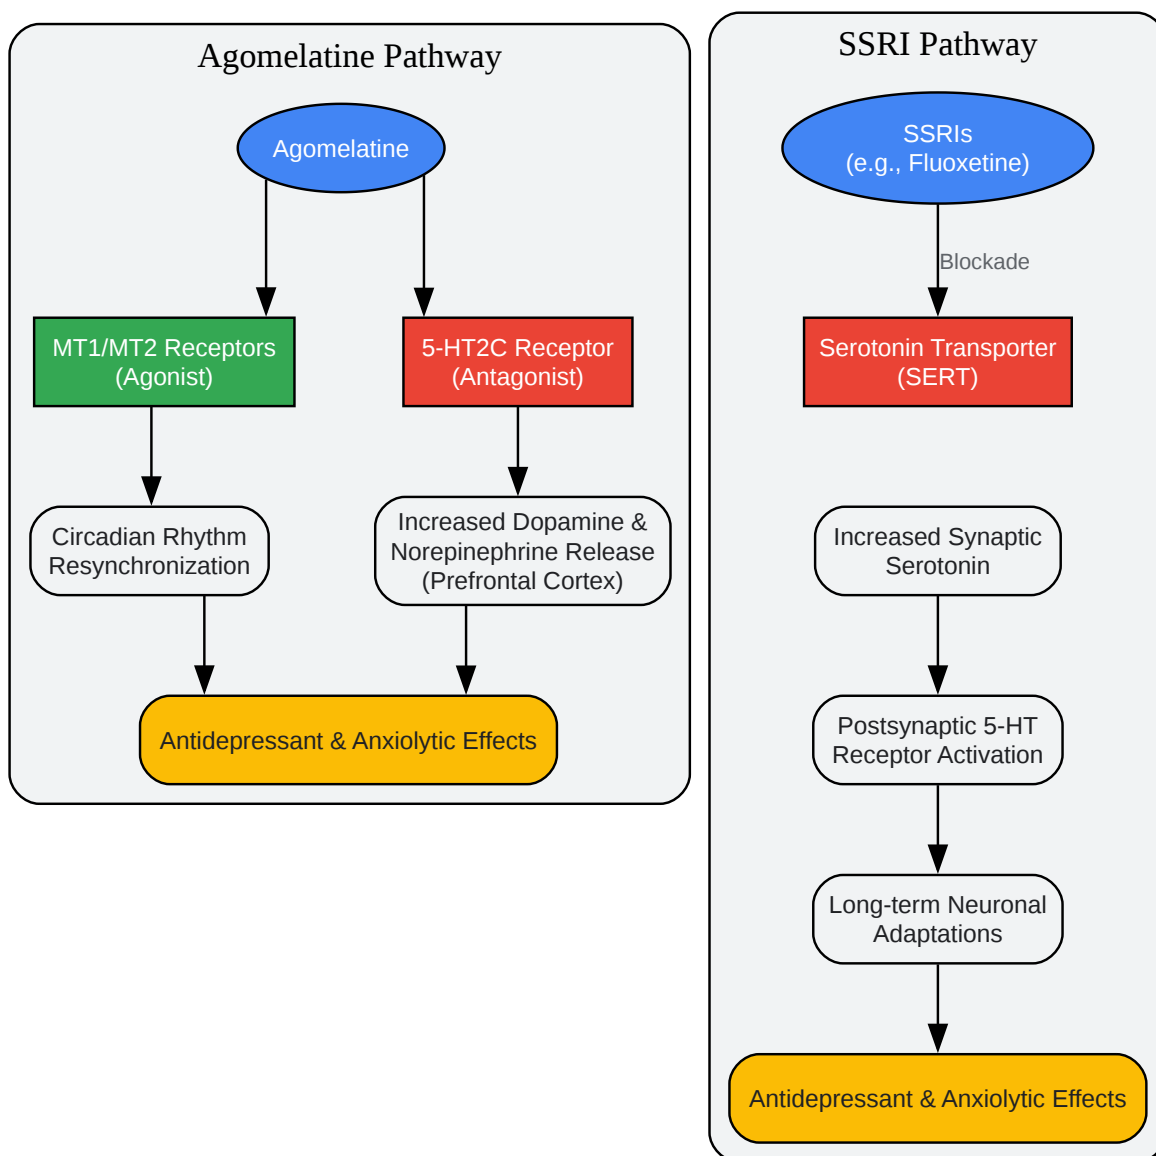 Agomelatine Pathway
Agomelatine
MT1/MT2 Receptors
(Agonist)
5-HT2C Receptor
(Antagonist)
Circadian Rhythm
Resynchronization
Increased Dopamine &
Norepinephrine Release
(Prefrontal Cortex)
Antidepressant & Anxiolytic Effects
SSRI Pathway
SSRIs
(e.g., Fluoxetine)
Blockade
Serotonin Transporter
(SERT)
Increased Synaptic
Serotonin
Postsynaptic 5-HT
Receptor Activation
Long-term Neuronal
Adaptations
Antidepressant & Anxiolytic Effects